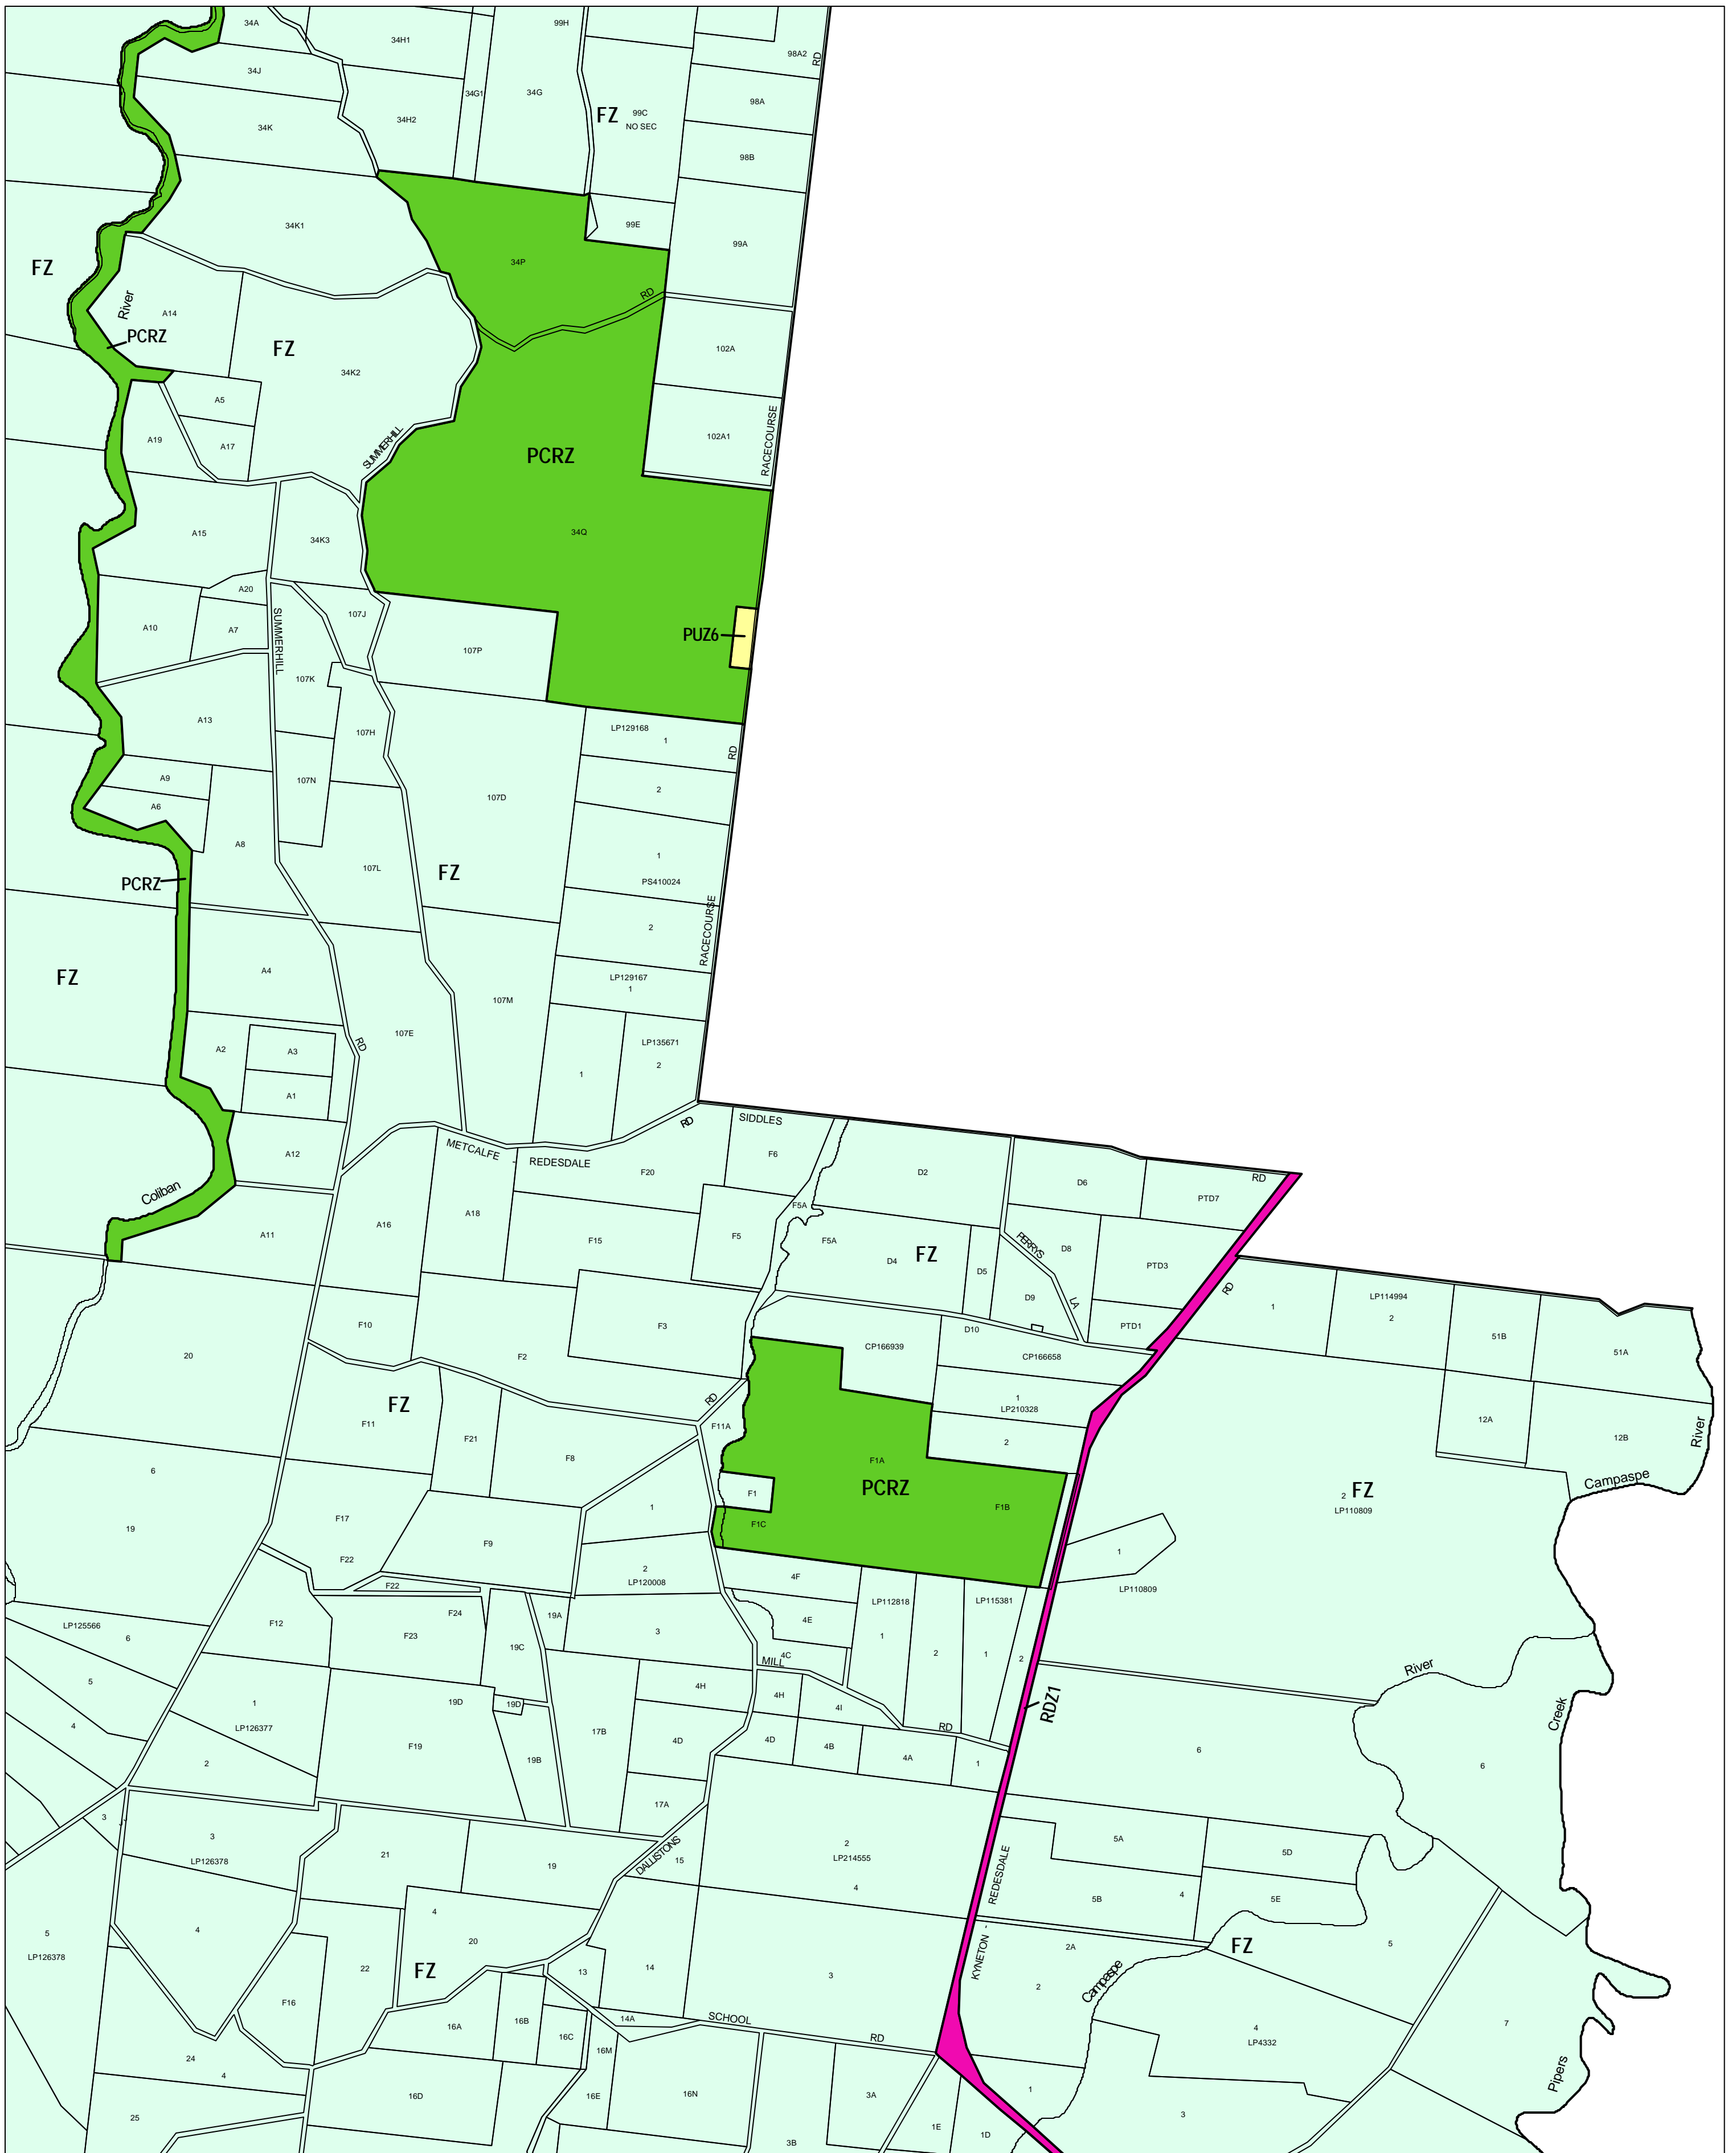 34A
34H1
99H
98A2
RD
34J
34G1
34G
98A
34K
34H2
FZ
99C
NO SEC
98B
34K1
99E
99A
FZ
34P
River
A14
RD
PCRZ
FZ
34K2
102A
A5
A19
A17
SUMMERHILL
PCRZ
102A1
RACECOURSE
A15
34K3
34Q
A20
107J
A10
A7
SUMMERHILL
PUZ6
107P
107K
A13
107H
LP129168
1
RD
A9
107N
A6
107D
2
A8
107L
FZ
1
PS410024
PCRZ
2
RACECOURSE
FZ
A4
LP129167
1
107M
107E
A2
A3
RD
LP135671
2
A1
1
A12
SIDDLES
RD
METCALFE - REDESDALE
F20
F6
D2
D6
RD
PTD7
Coliban
A11
A16
A18
F15
F5
F5A
F5A
D4
FZ
D5
PERRYS
D8
PTD3
D9
LA
PTD1
RD
1
LP114994
2
51B
51A
F10
F3
D10
20
F2
CP166939
CP166658
FZ
F11
RD
1
LP210328
F21
F11A
2
12A
12B
River
6
F8
F1A
PCRZ
Campaspe
F1
F1B
2
FZ
LP110809
19
F17
1
F1C
F9
F22
F22
2
LP120008
4F
1
LP110809
LP125566
6
F12
F24
F23
19A
19C
3
4E
LP112818
LP115381
1
2
1
2
4C
MILL
5
1
LP126377
19D
19D
4H
4H
4I
River
4
F19
17B
RD
RDZ1
Creek
2
19B
4D
4D
4B
4A
1
6
6
3
3
LP126378
21
19
17A
DALLISTONS
15
2
LP214555
4
5A
5D
REDESDALE
5B
4
5E
5
LP126378
4
4
20
22
FZ
13
14
3
KYNETON -
2A
FZ
5
2
Campaspe
F16
16A
16B
16C
14A
SCHOOL
RD
4
LP4332
7
24
4
16M
25
16D
16E
16N
3A
1
3
Pipers
3B
1E
1D